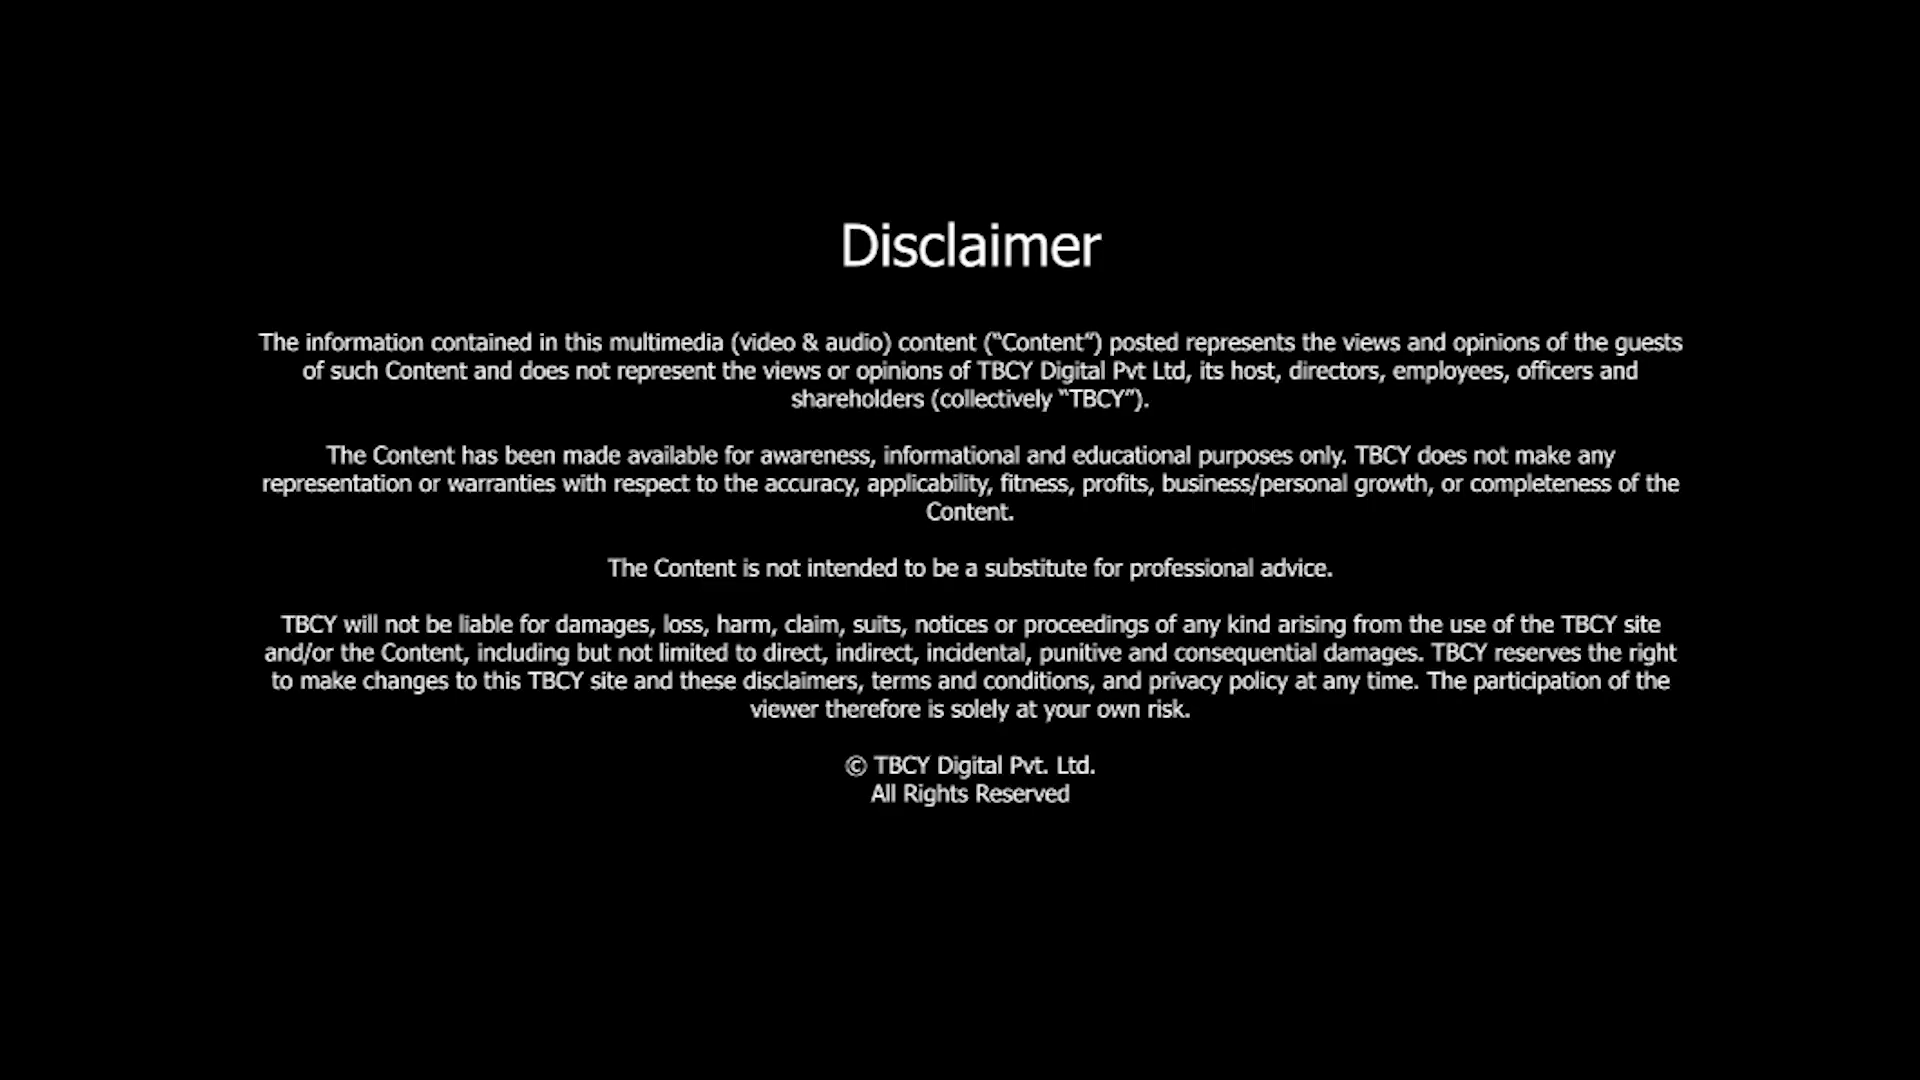 Disclaimer
The information contained in this multimedia (video & audio) content (“Content”) posted represents the views and opinions of the guests
of such Content and does not represent the views or opinions of TBCY Digital Pvt Ltd, its host, directors, employees, officers and
shareholders (collectively “TBCY”).
The Content has been made available for awareness, informational and educational purposes only. TBCY does not make any
representation or warranties with respect to the accuracy, applicability, fitness, profits, business/personal growth, or completeness of the
Content.
The Content is not intended to be a substitute for professional advice.
TBCY will not be liable for damages, loss, harm, claim, suits, notices or proceedings of any kind arising from the use of the TBCY site
and/or the Content, including but not limited to direct, indirect, incidental, punitive and consequential damages. TBCY reserves the right
to make changes to this TBCY site and these disclaimers, terms and conditions, and privacy policy at any time. The participation of the
viewer therefore is solely at your own risk.
© TBCY Digital Pvt. Ltd.
All Rights Reserved